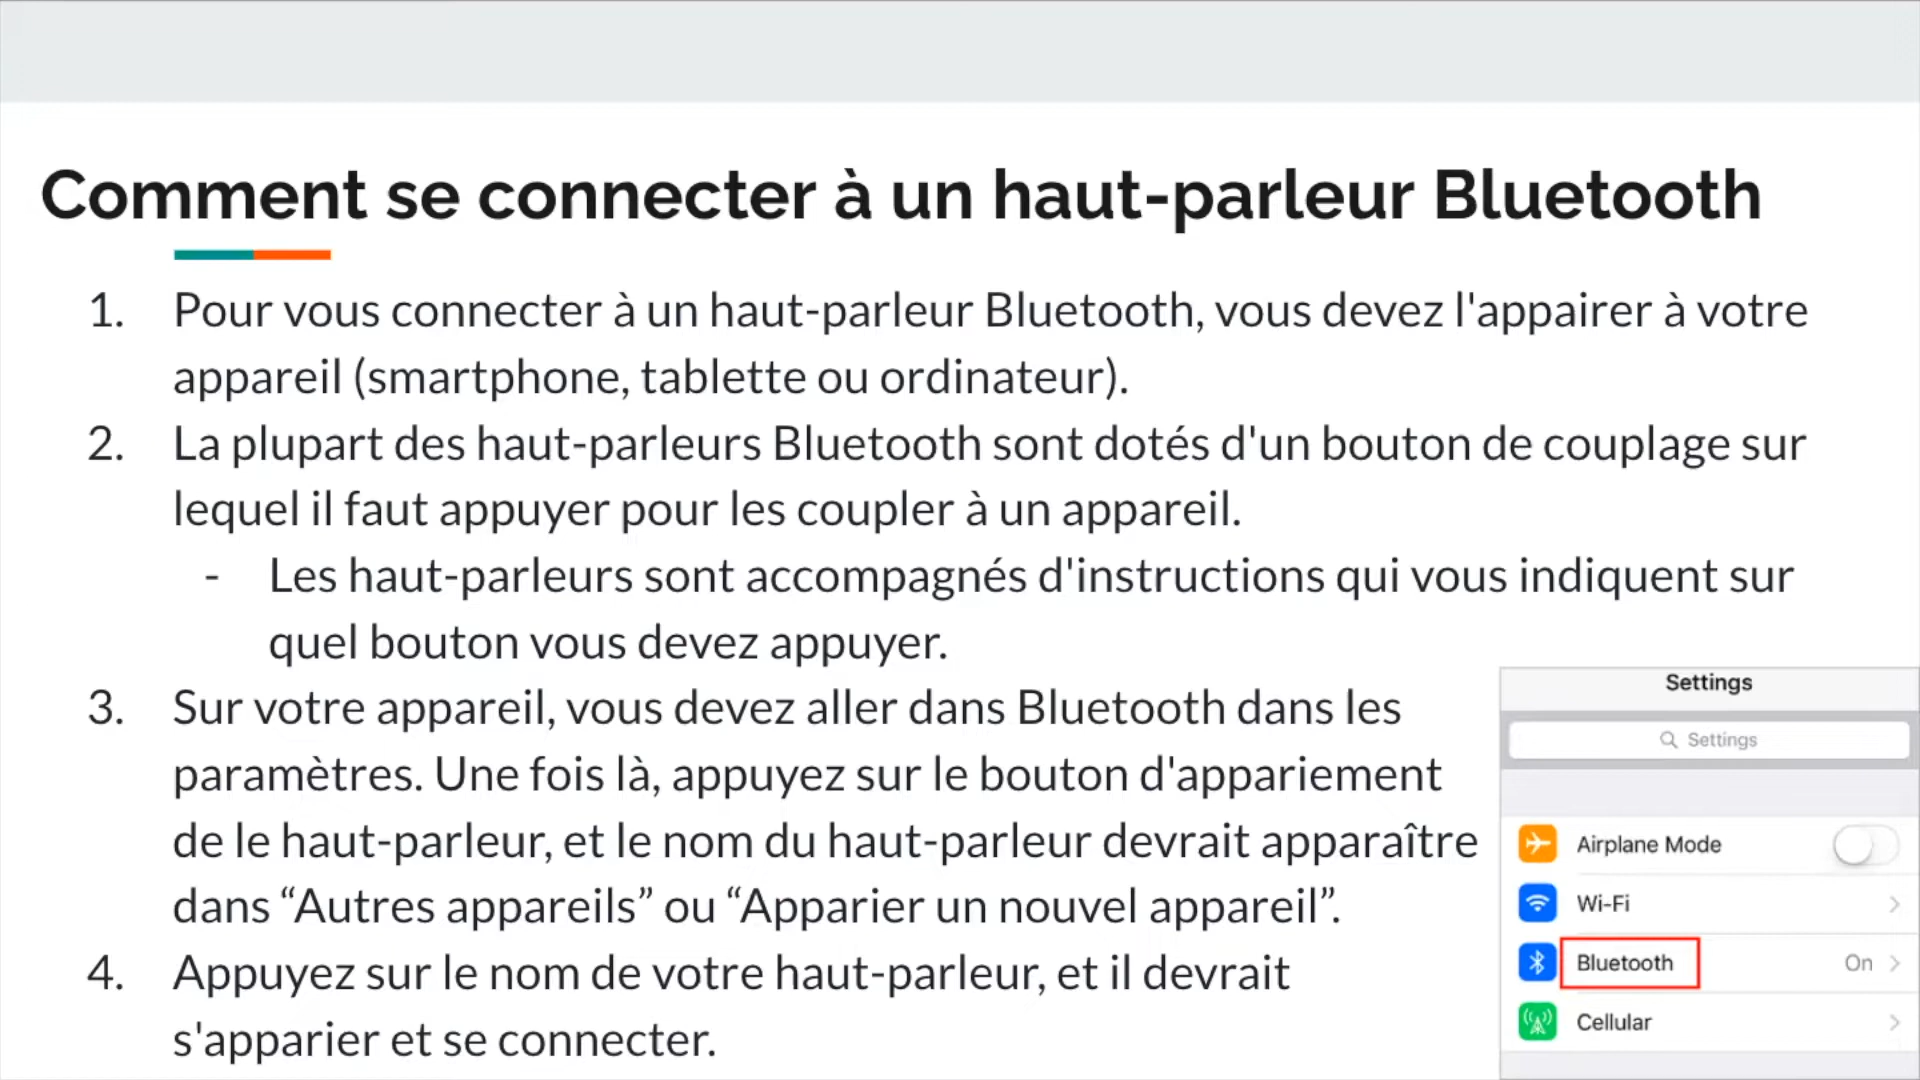 Comment se connecter à un haut-parleur Bluetooth
1. Pour vous connecter à un haut-parleur Bluetooth, vous devez l'appairer à votre
appareil (smartphone, tablette ou ordinateur).
2. La plupart des haut-parleurs Bluetooth sont dotés d'un bouton de couplage sur
lequel il faut appuyer pour les coupler à un appareil.
- Les haut-parleurs sont accompagnés d'instructions qui vous indiquent sur
quel bouton vous devez appuyer.
3. Sur votre appareil, vous devez aller dans Bluetooth dans les
paramètres. Une fois là, appuyez sur le bouton d'appariement
de le haut-parleur, et le nom du haut-parleur devrait apparaître
dans “Autres appareils” ou “Apparier un nouvel appareil”.
4. Appuyez sur le nom de votre haut-parleur, et il devrait
s'apparier et se connecter.
Settings
Settings
Airplane Mode
Wi-Fi
Bluetooth On
Cellular